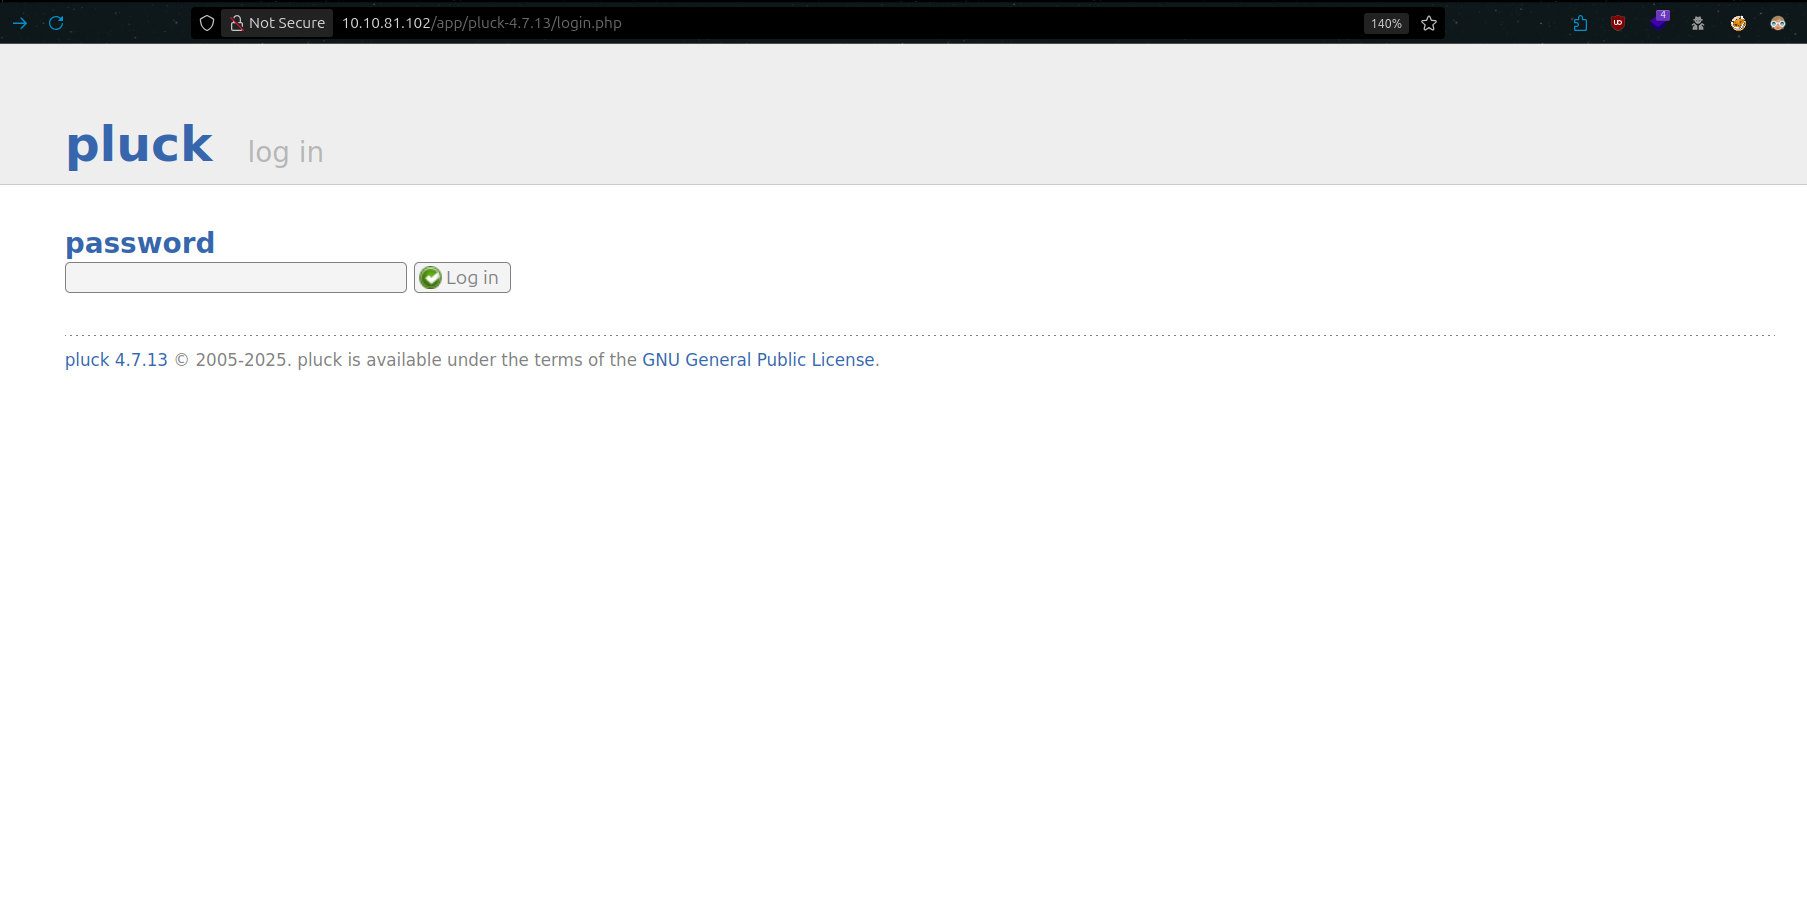 Not Secure 10.10.81.102/app/pluck-4.7.13/login.php 140% 4
pluck log in
password
Log in
pluck 4.7.13 © 2005-2025. pluck is available under the terms of the GNU General Public License.